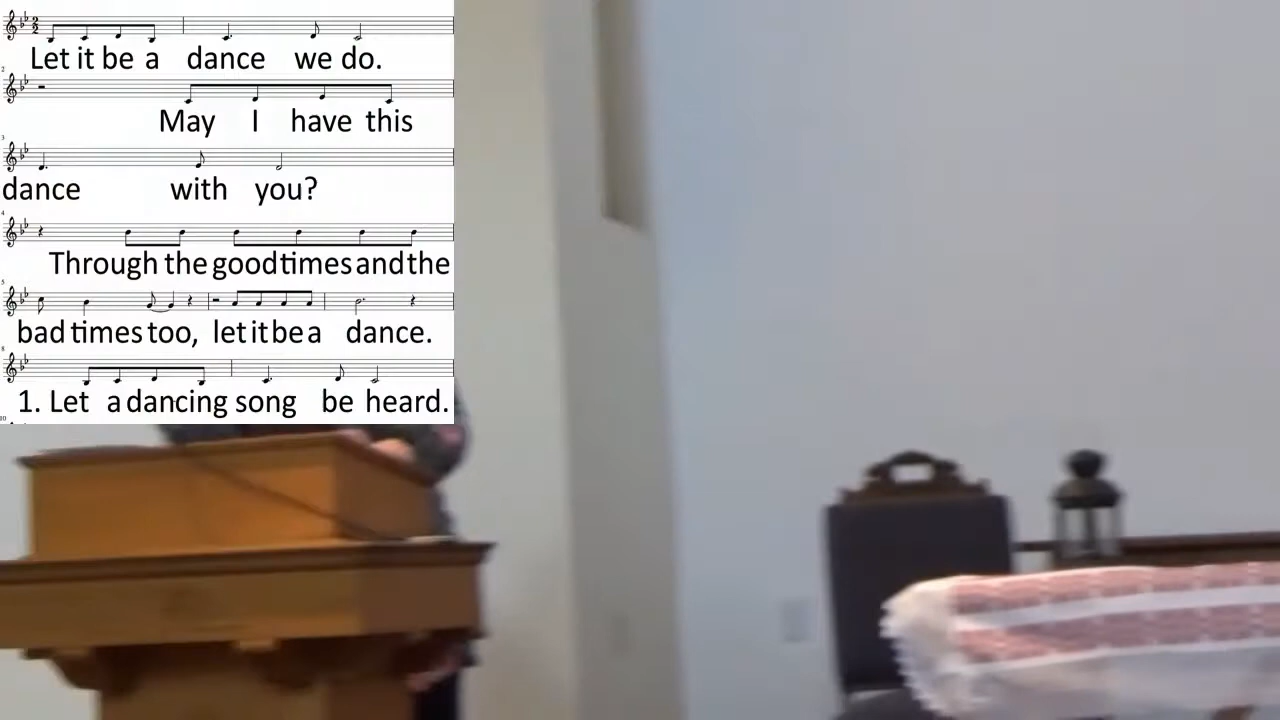 Let it be a dance we do.
May I have this
dance with you?
Through the good times and the
bad times too, let it be a dance.
1. Let a dancing song be heard.